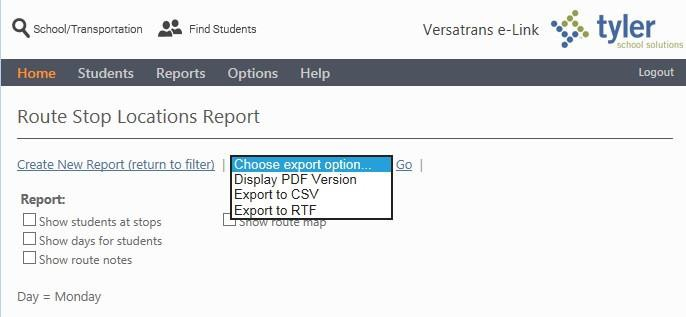 School/Transportation Find Students Versatrans e-Link tyler
school solutions
Home Students Reports Options Help Logout
Route Stop Locations Report
Create New Report (return to filter) | Choose export option... Go |
Display PDF Version
Export to CSV
Export to RTF
Report:
Show students at stops Show route map
Show days for students
Show route notes
Day = Monday